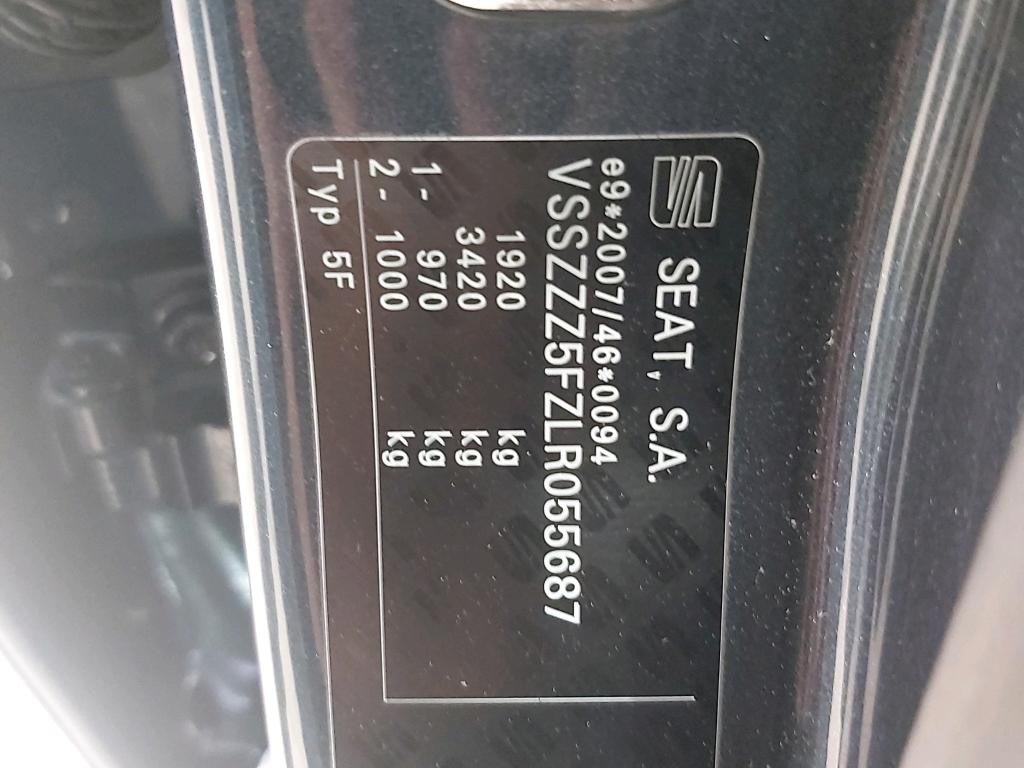 SEAT, S.A.
e9*2007/46*0094
VSSZZZ5FZLR055687
1920 kg
3420 kg
1- 970 kg
2- 1000 kg
Typ 5F